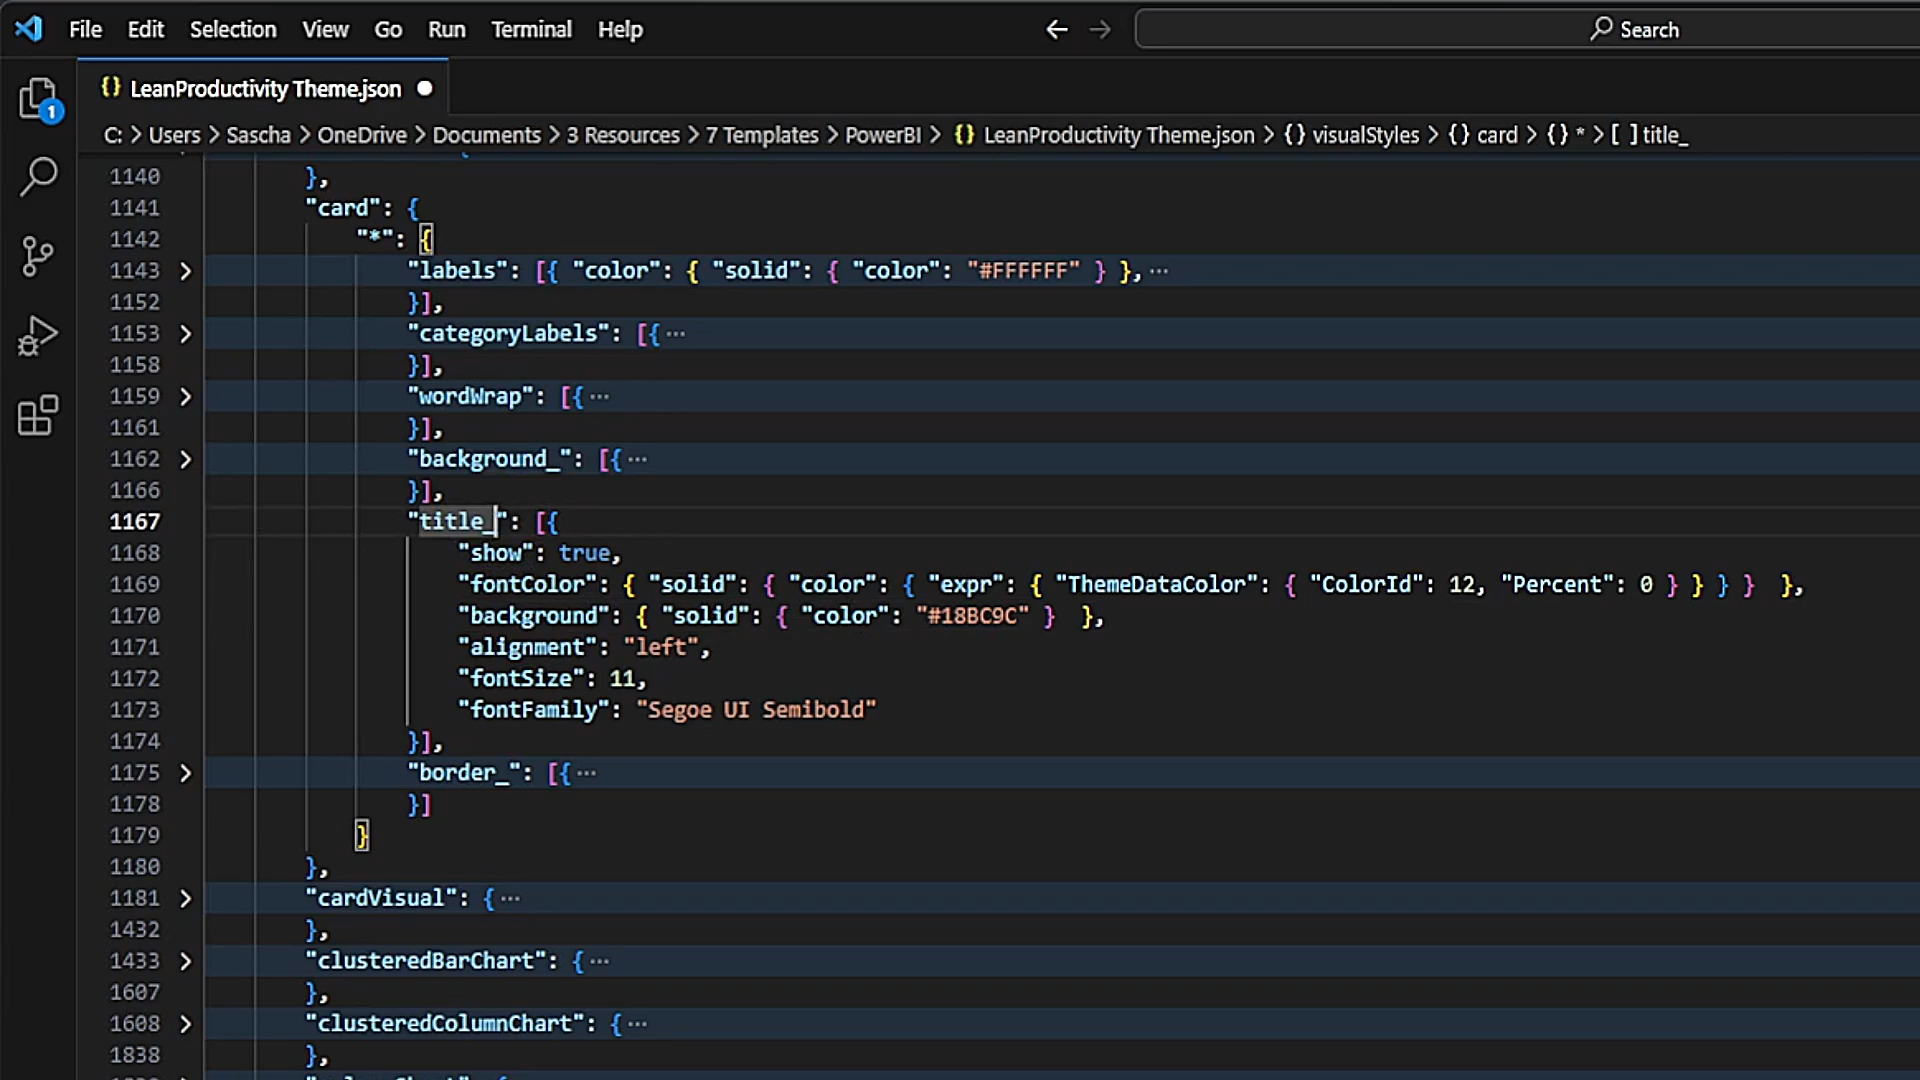 File Edit Selection View Go Run Terminal Help
Search
{} LeanProductivity Theme.json ●
1
C: > Users > Sascha > OneDrive > Documents > 3 Resources > 7 Templates > PowerBI > {} LeanProductivity Theme.json > {} visualStyles > {} card > {} * > [ ] title_
1140 },
1141 "card": {
1142 "*": {
1143 > "labels": [{ "color": { "solid": { "color": "#FFFFFF" } },···
1152 }],
1153 > "categoryLabels": [{···
1158 }],
1159 > "wordWrap": [{···
1161 }],
1162 > "background_": [{···
1166 }],
1167 "title_": [{
1168 "show": true,
1169 "fontColor": { "solid": { "color": { "expr": { "ThemeDataColor": { "ColorId": 12, "Percent": 0 } } } } },
1170 "background": { "solid": { "color": "#18BC9C" } },
1171 "alignment": "left",
1172 "fontSize": 11,
1173 "fontFamily": "Segoe UI Semibold"
1174 }],
1175 > "border_": [{···
1178 }]
1179 }
1180 },
1181 > "cardVisual": {···
1432 },
1433 > "clusteredBarChart": {···
1607 },
1608 > "clusteredColumnChart": {···
1838 },